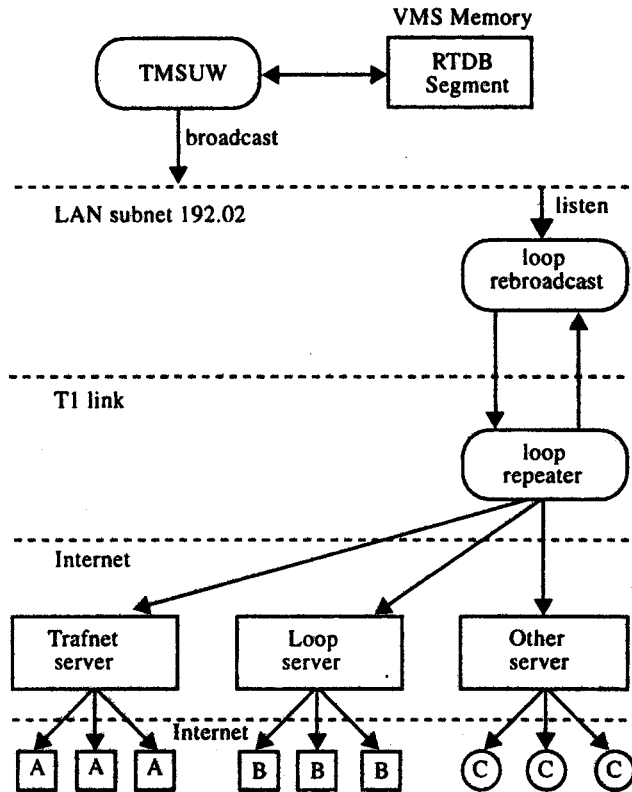 VMS Memory
TMSUW
RTDB
Segment
broadcast
LAN subnet 192.02
listen
loop
rebroadcast
T1 link
loop
repeater
Internet
Trafnet
server
Loop
server
Other
server
Internet
A A A B B B C C C